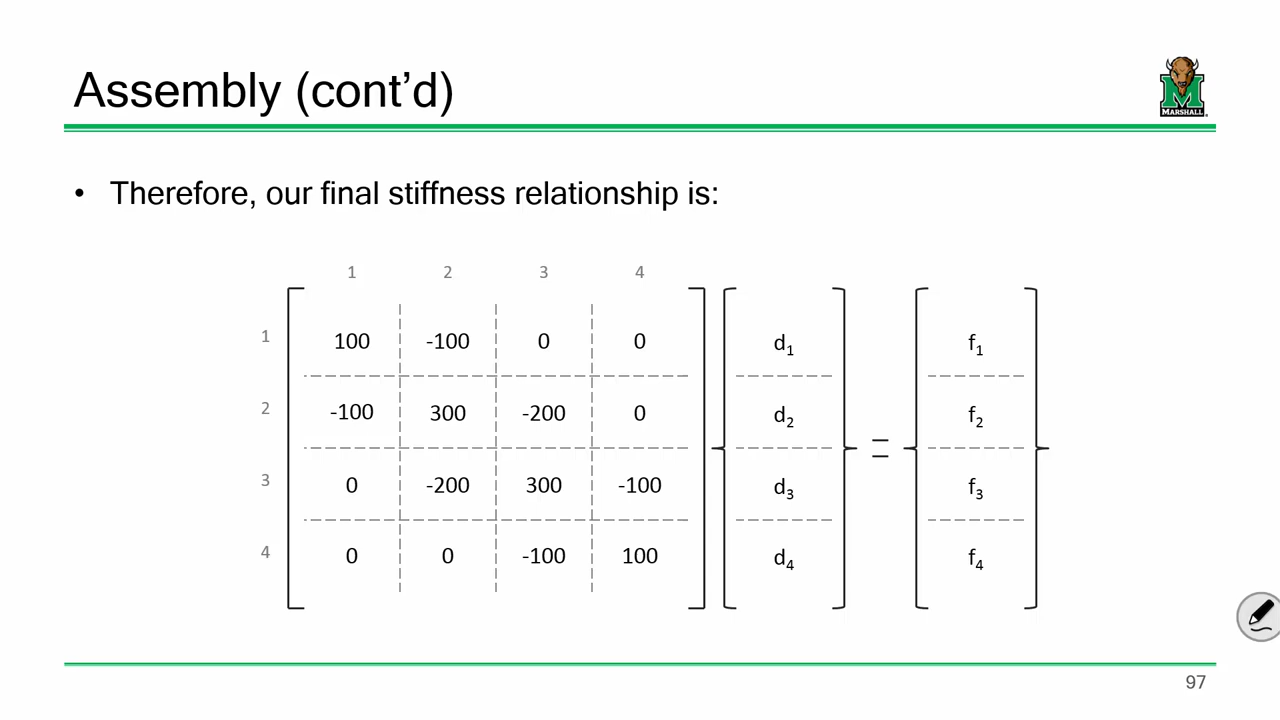 Assembly (cont'd)
MARSHALL
• Therefore, our final stiffness relationship is:
1 2 3 4
1 100 -100 0 0 d1 f1
2 -100 300 -200 0 d2 f2
=
3 0 -200 300 -100 d3 f3
4 0 0 -100 100 d4 f4
97